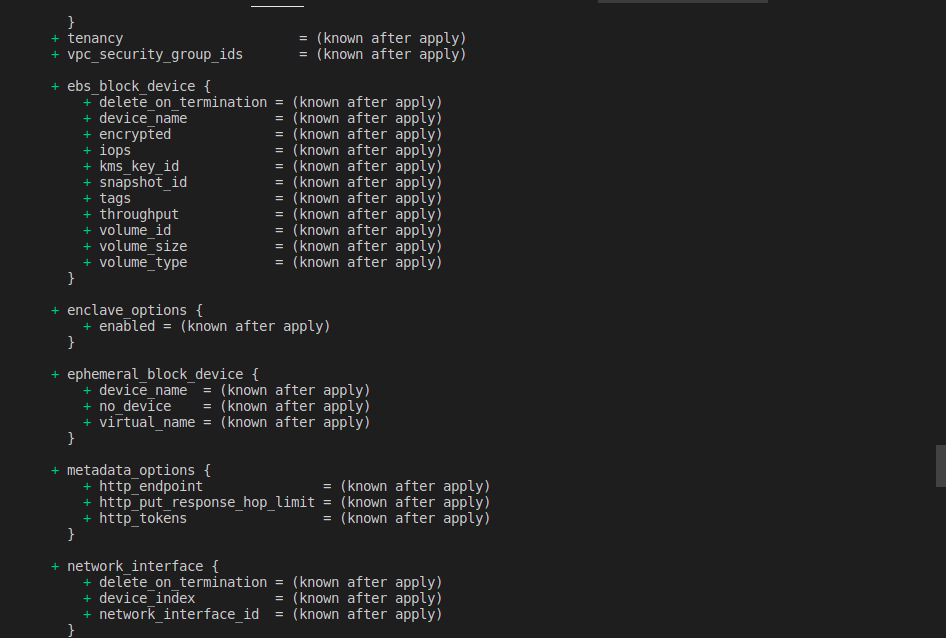 }
    + tenancy                      = (known after apply)
    + vpc_security_group_ids       = (known after apply)

    + ebs_block_device {
        + delete_on_termination = (known after apply)
        + device_name           = (known after apply)
        + encrypted             = (known after apply)
        + iops                  = (known after apply)
        + kms_key_id            = (known after apply)
        + snapshot_id           = (known after apply)
        + tags                  = (known after apply)
        + throughput            = (known after apply)
        + volume_id             = (known after apply)
        + volume_size           = (known after apply)
        + volume_type           = (known after apply)
      }

    + enclave_options {
        + enabled = (known after apply)
      }

    + ephemeral_block_device {
        + device_name  = (known after apply)
        + no_device    = (known after apply)
        + virtual_name = (known after apply)
      }

    + metadata_options {
        + http_endpoint               = (known after apply)
        + http_put_response_hop_limit = (known after apply)
        + http_tokens                 = (known after apply)
      }

    + network_interface {
        + delete_on_termination = (known after apply)
        + device_index          = (known after apply)
        + network_interface_id  = (known after apply)
      }